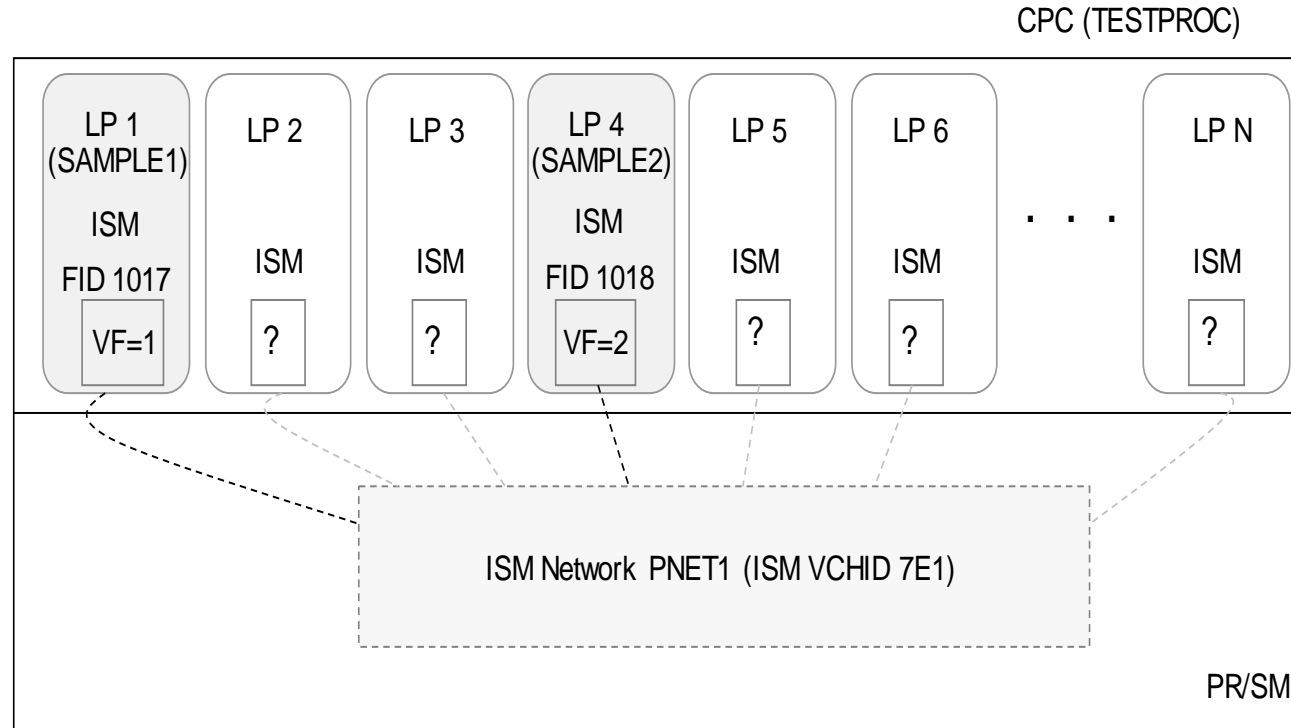 CPC (TESTPROC)
LP 1
(SAMPLE1)
ISM
FID 1017
VF=1
LP 2
ISM
?
LP 3
ISM
?
LP 4
(SAMPLE2)
ISM
FID 1018
VF=2
LP 5
ISM
?
LP 6
ISM
?
. . .
LP N
ISM
?
ISM Network PNET1 (ISM VCHID 7E1)
PR/SM